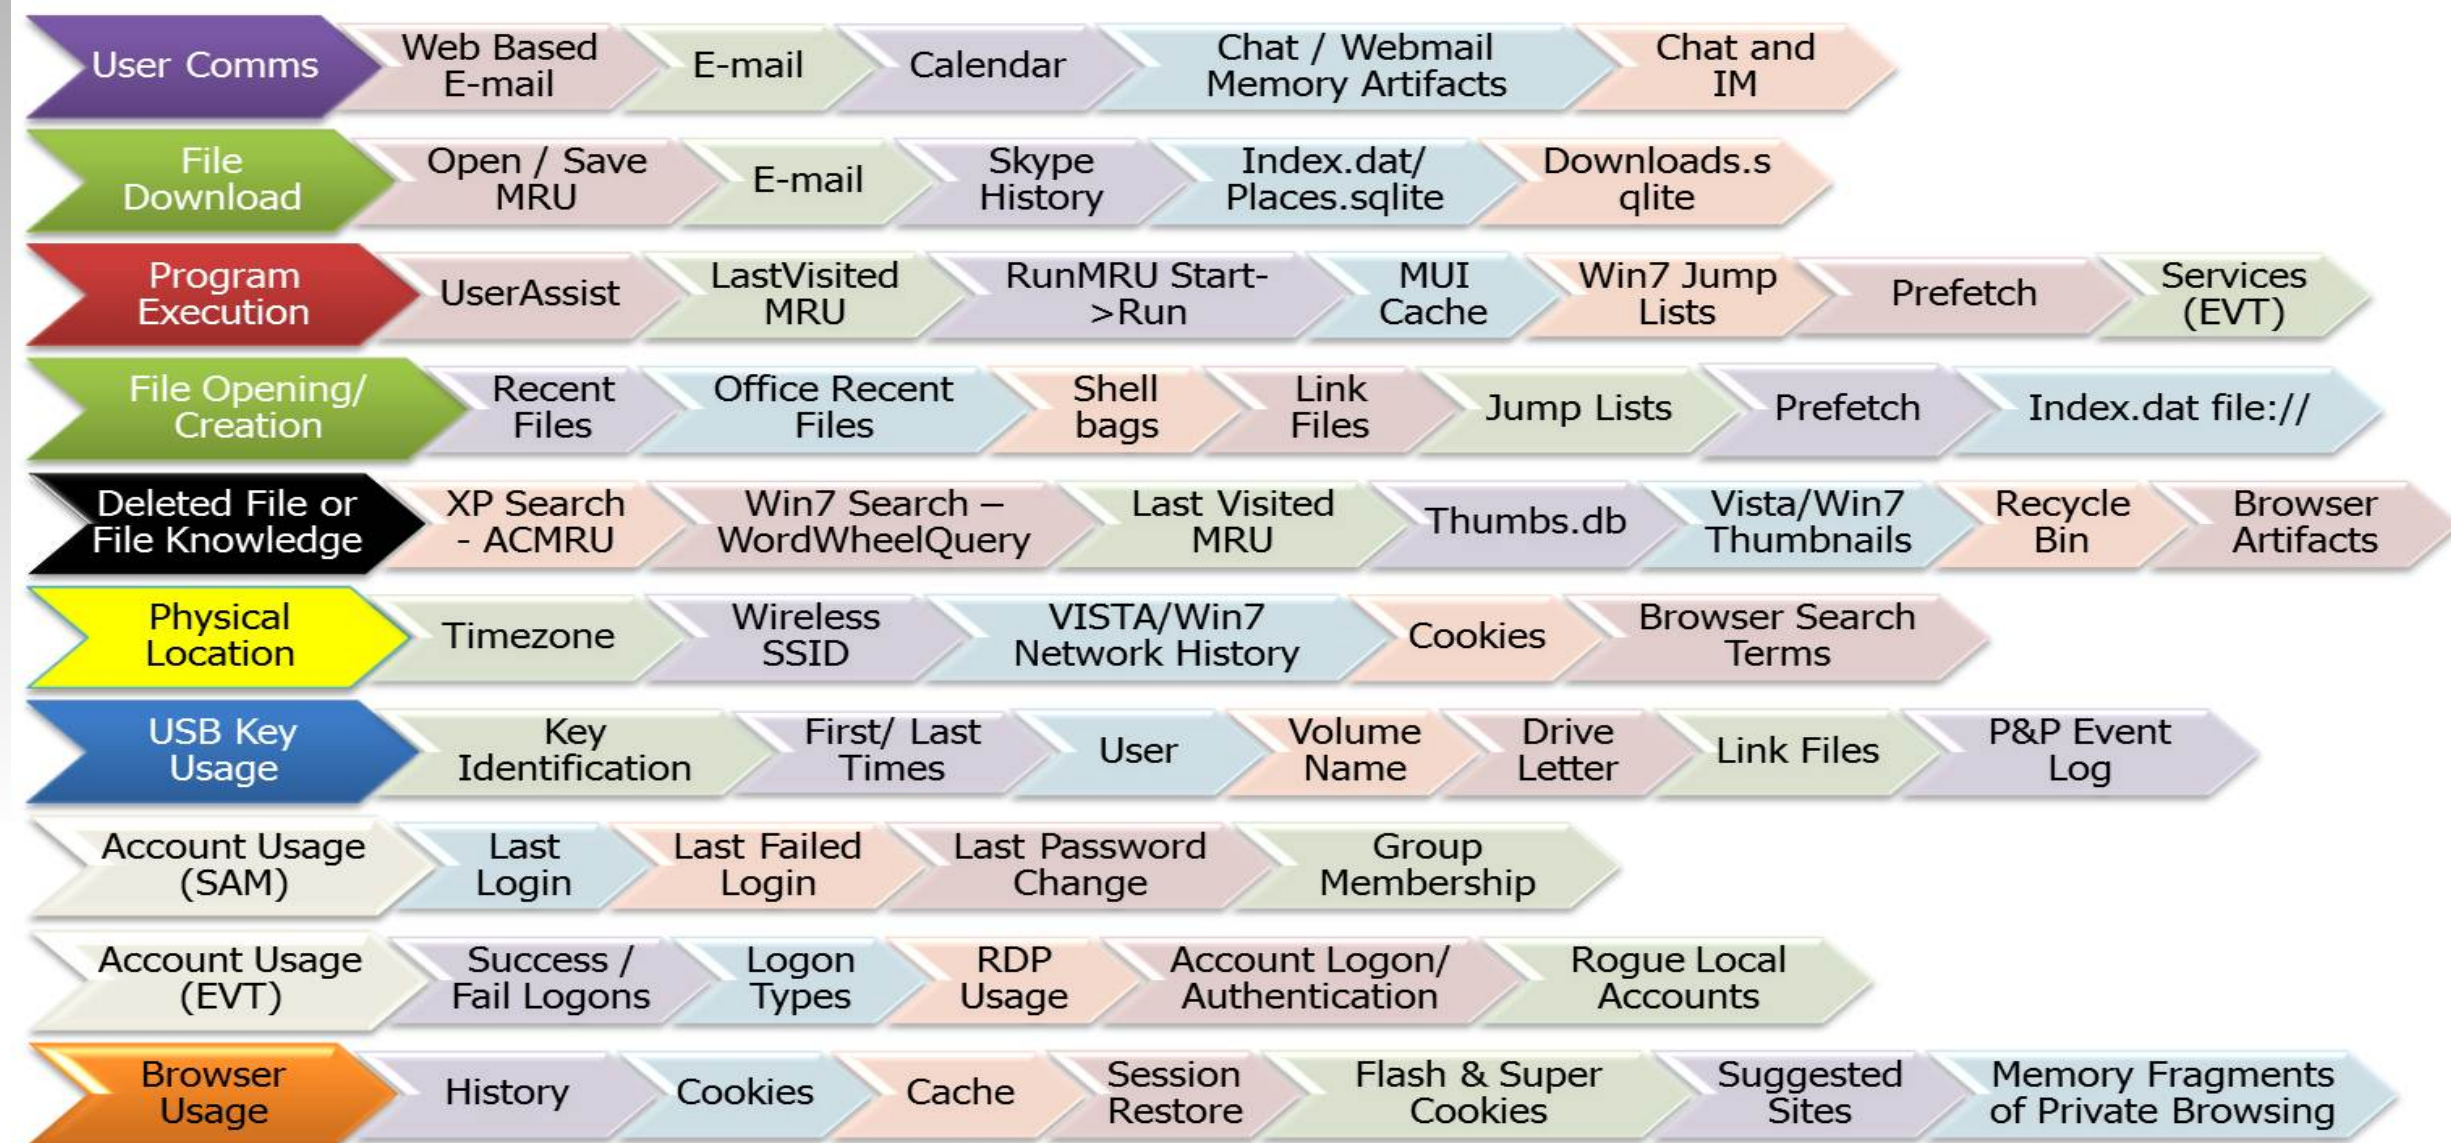 User Comms
Web Based
E-mail
E-mail
Calendar
Chat / Webmail
Memory Artifacts
Chat and
IM
File
Download
Open / Save
MRU
E-mail
Skype
History
Index.dat/
Places.sqlite
Downloads.s
qlite
Program
Execution
UserAssist
LastVisited
MRU
RunMRU Start-
>Run
MUI
Cache
Win7 Jump
Lists
Prefetch
Services
(EVT)
File Opening/
Creation
Recent
Files
Office Recent
Files
Shell
bags
Link
Files
Jump Lists
Prefetch
Index.dat file://
Deleted File or
File Knowledge
XP Search
- ACMRU
Win7 Search –
WordWheelQuery
Last Visited
MRU
Thumbs.db
Vista/Win7
Thumbnails
Recycle
Bin
Browser
Artifacts
Physical
Location
Timezone
Wireless
SSID
VISTA/Win7
Network History
Cookies
Browser Search
Terms
USB Key
Usage
Key
Identification
First/ Last
Times
User
Volume
Name
Drive
Letter
Link Files
P&P Event
Log
Account Usage
(SAM)
Last
Login
Last Failed
Login
Last Password
Change
Group
Membership
Account Usage
(EVT)
Success /
Fail Logons
Logon
Types
RDP
Usage
Account Logon/
Authentication
Rogue Local
Accounts
Browser
Usage
History
Cookies
Cache
Session
Restore
Flash & Super
Cookies
Suggested
Sites
Memory Fragments
of Private Browsing